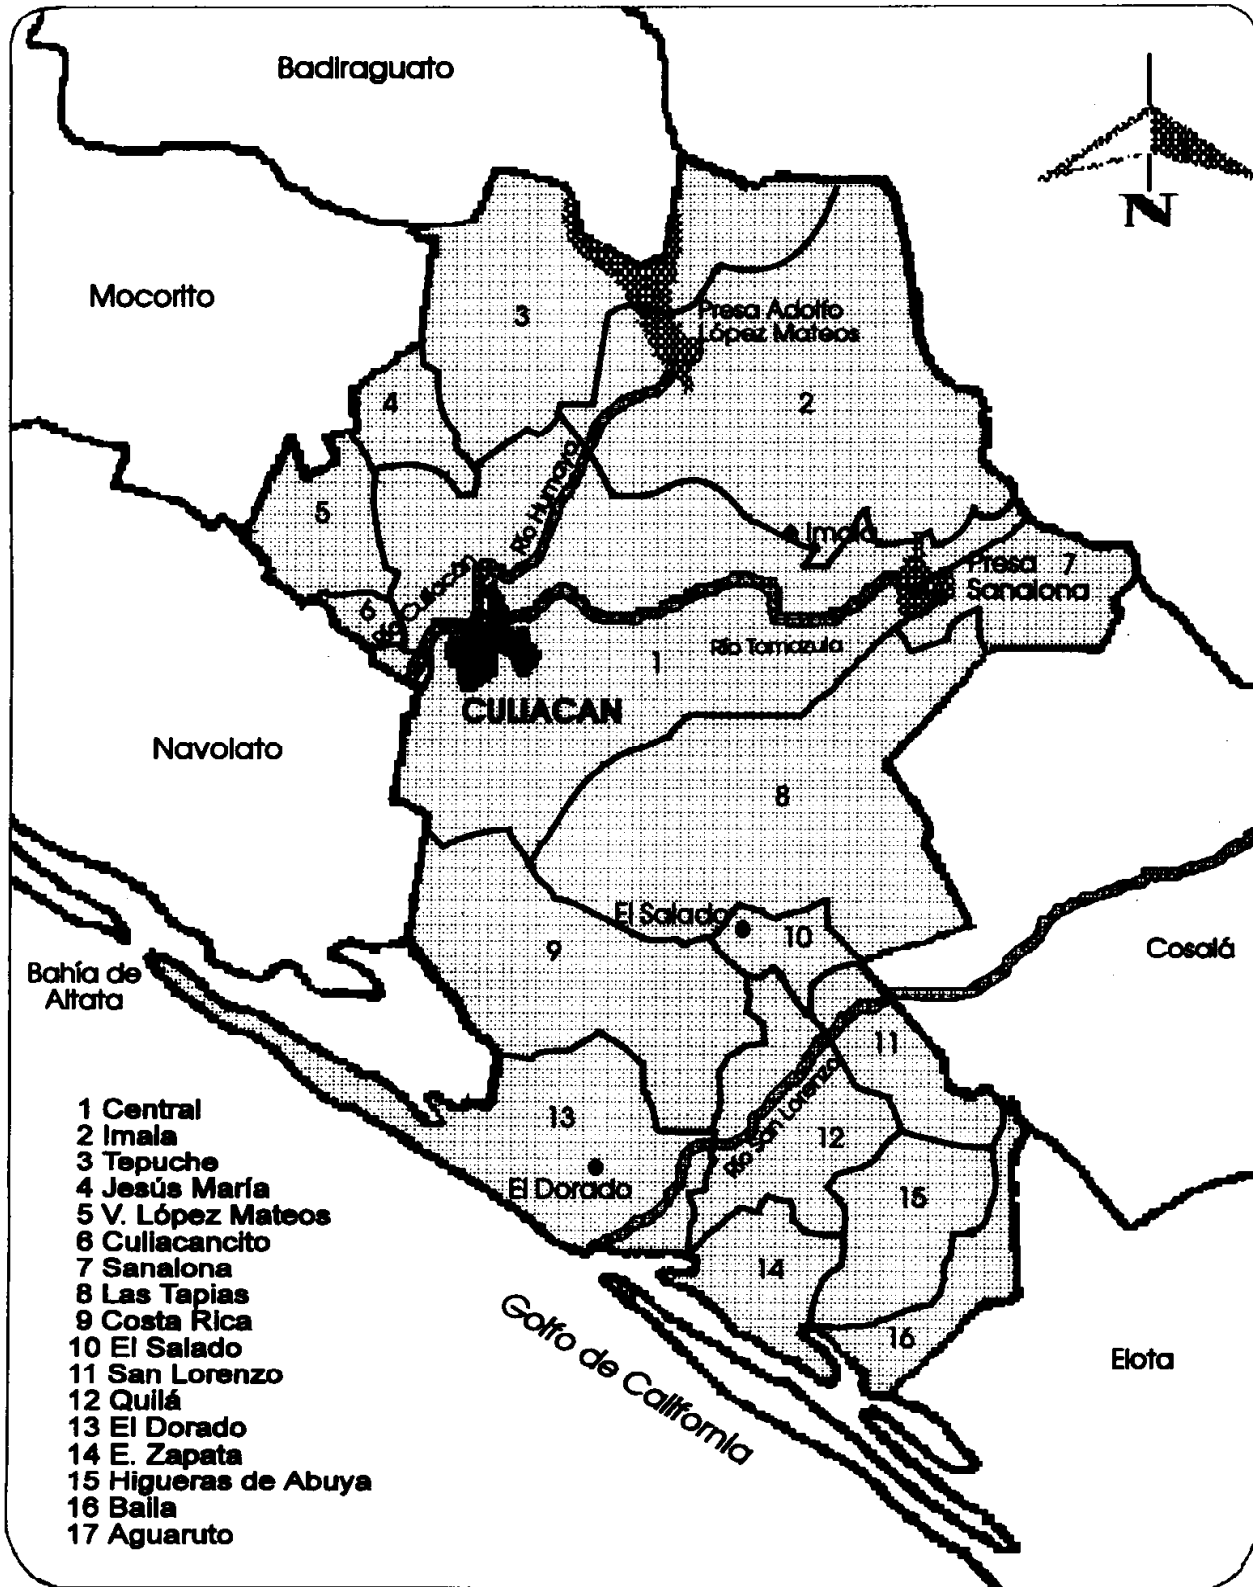 Badiraguato
N
Mocorito
3
Presa Adolfo
López Mateos
4
2
5
Río Humaya
Imala
Presa
Sanalona
7
6
Río Culiacán
Río Tamazula
1
CULIACAN
Navolato
8
El Salado
10
9
Cosalá
Bahía de
Altata
11
13
Río San Lorenzo
12
El Dorado
15
14
16
Golfo de California
Elota
1 Central
2 Imala
3 Tepuche
4 Jesús María
5 V. López Mateos
6 Culiacancito
7 Sanalona
8 Las Tapias
9 Costa Rica
10 El Salado
11 San Lorenzo
12 Quilá
13 El Dorado
14 E. Zapata
15 Higueras de Abuya
16 Baila
17 Aguaruto